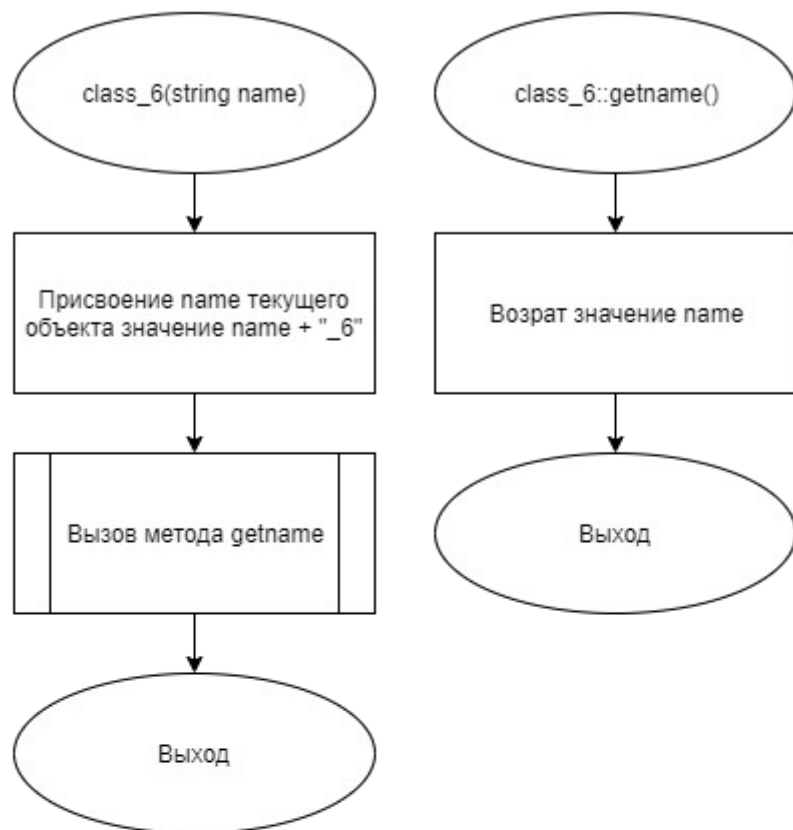 class_6(string name)
Присвоение name текущего
объекта значение name + "_6"
Вызов метода getname
Выход
class_6::getname()
Возрат значение name
Выход